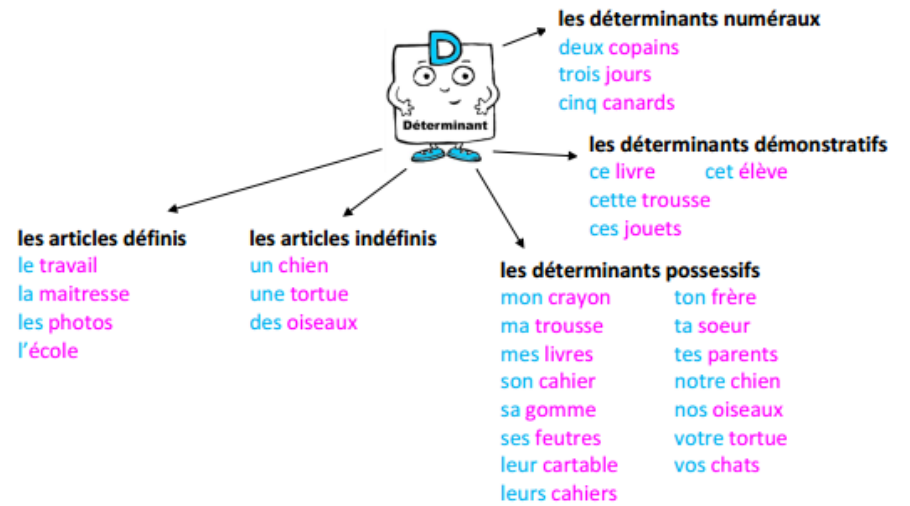 D
Déterminant
les déterminants numéraux
deux copains
trois jours
cinq canards
les déterminants démonstratifs
ce livre cet élève
cette trousse
ces jouets
les articles définis
le travail
la maitresse
les photos
l'école
les articles indéfinis
un chien
une tortue
des oiseaux
les déterminants possessifs
mon crayon ton frère
ma trousse ta soeur
mes livres tes parents
son cahier notre chien
sa gomme nos oiseaux
ses feutres votre tortue
leur cartable vos chats
leurs cahiers